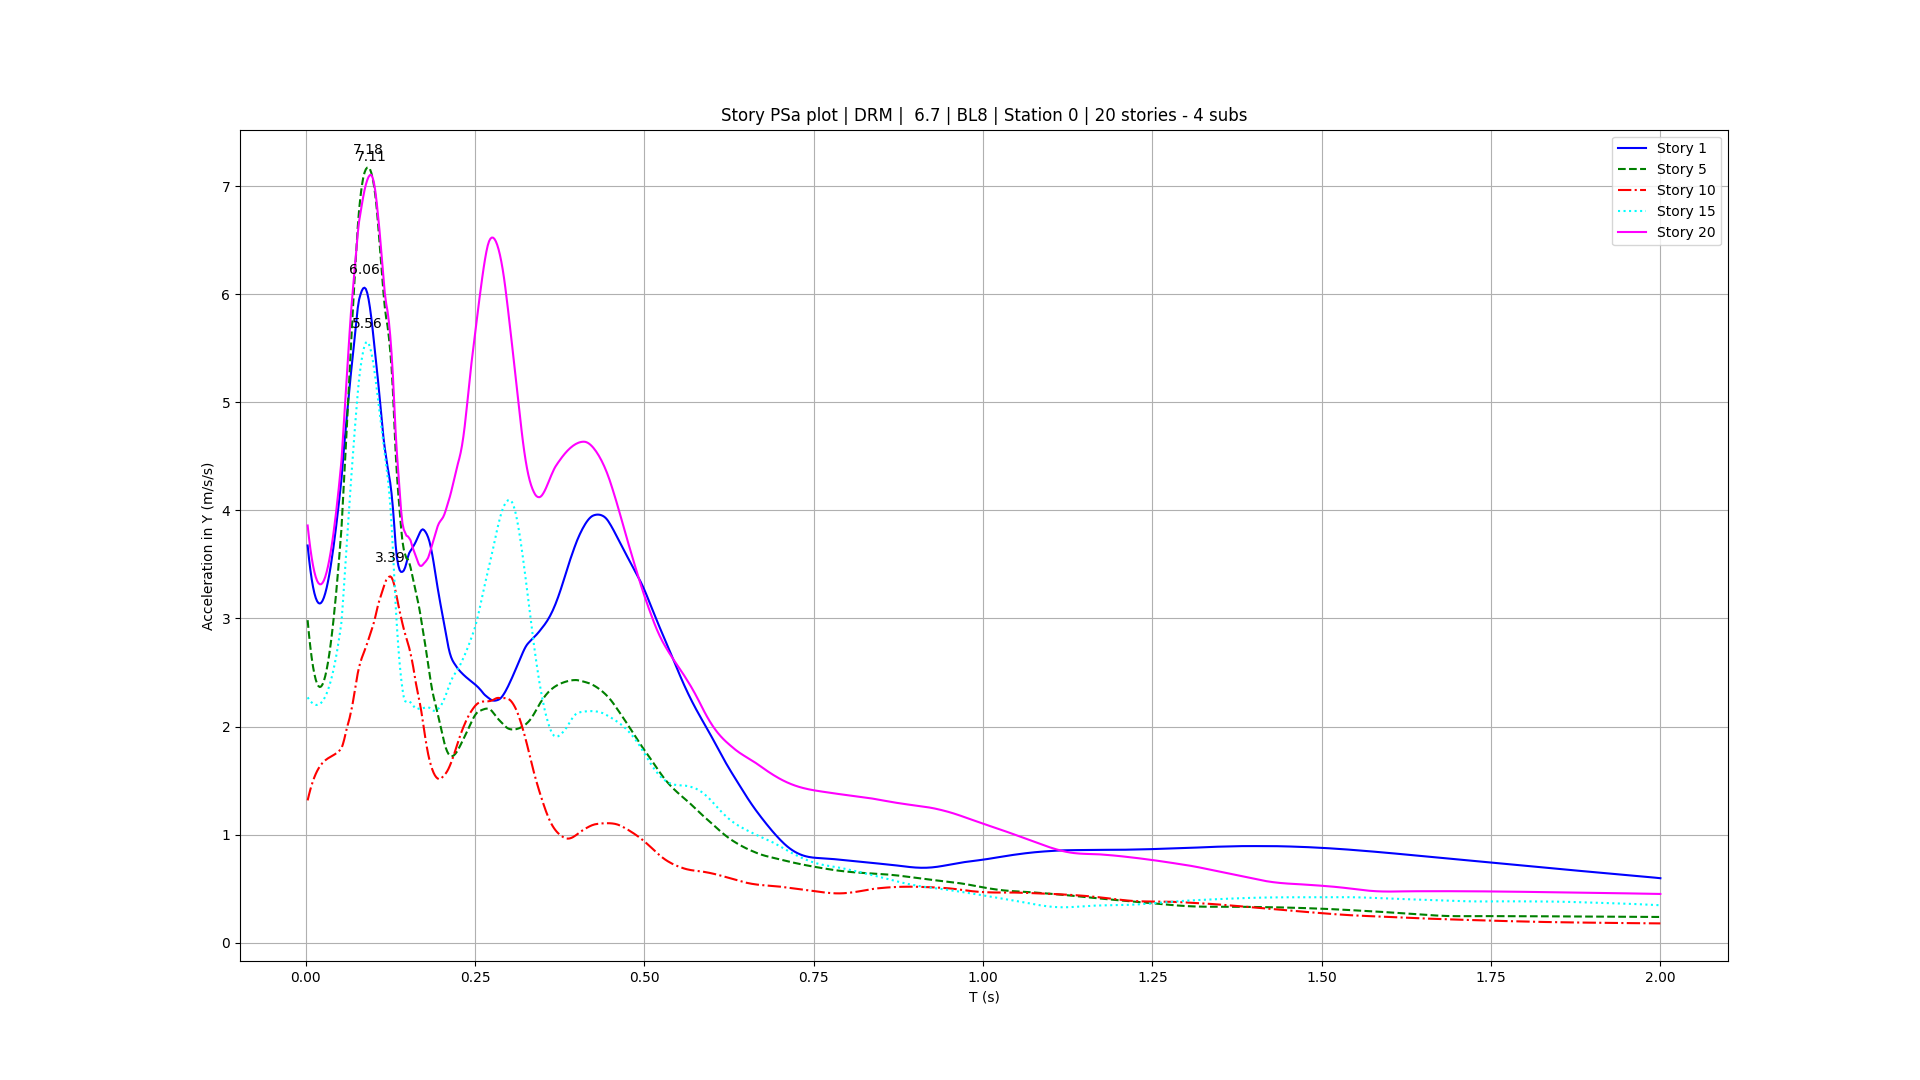 Story PSa plot | DRM |  6.7 | BL8 | Station 0 | 20 stories - 4 subs
7.18
7.11
6.06
5.56
3.39
Story 1
Story 5
Story 10
Story 15
Story 20
Acceleration in Y (m/s/s)
7
6
5
4
3
2
1
0
0.00 0.25 0.50 0.75 1.00 1.25 1.50 1.75 2.00
T (s)